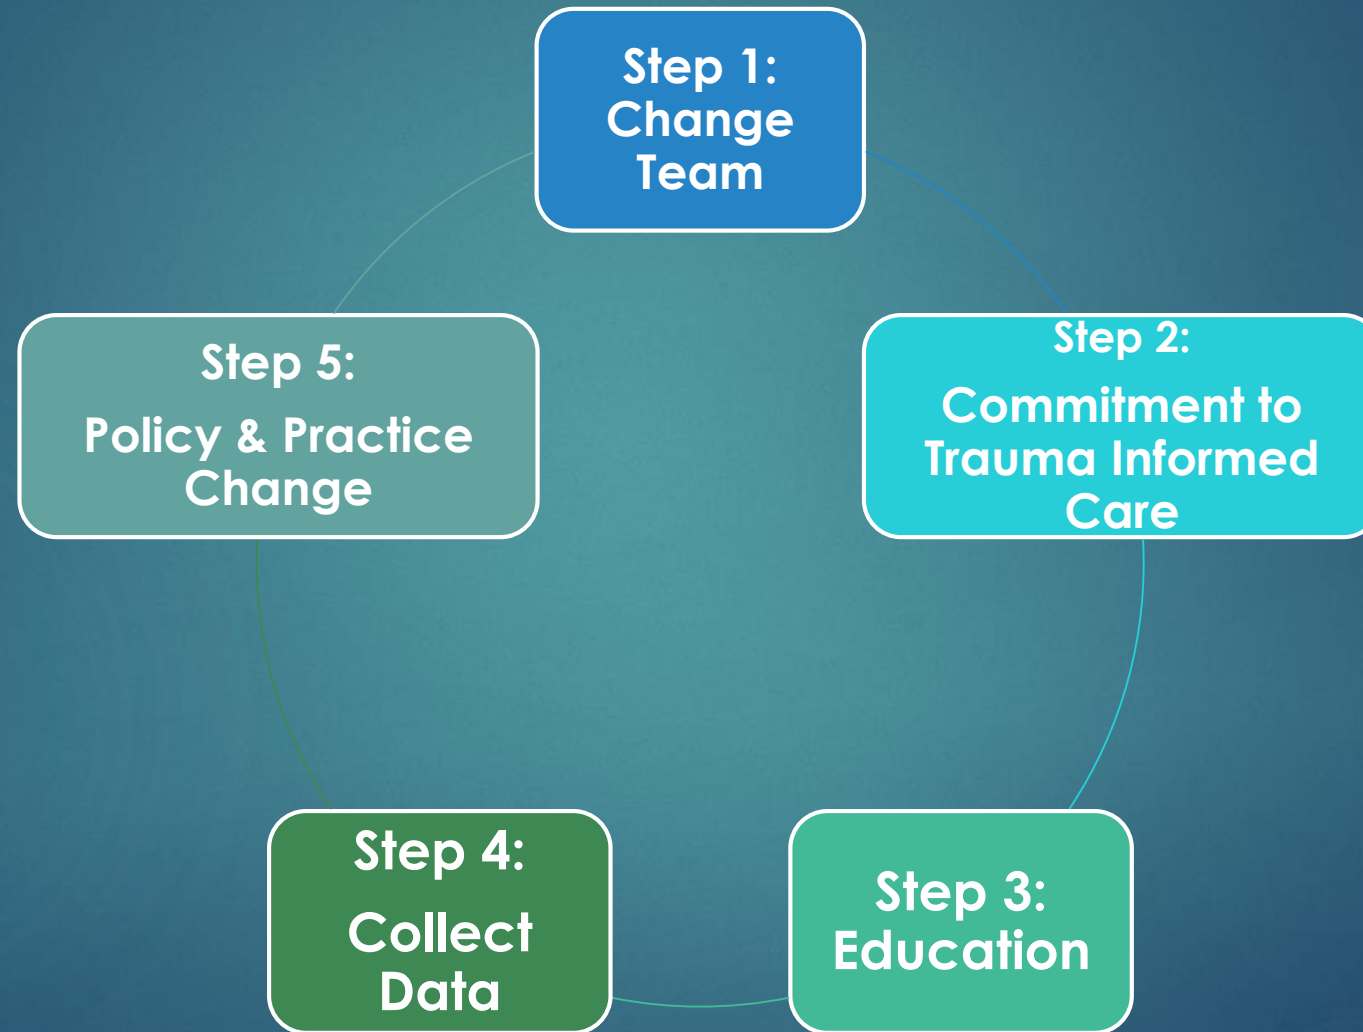 Step 1:
Change
Team
Step 2:
Commitment to
Trauma Informed
Care
Step 3:
Education
Step 4:
Collect
Data
Step 5:
Policy & Practice
Change